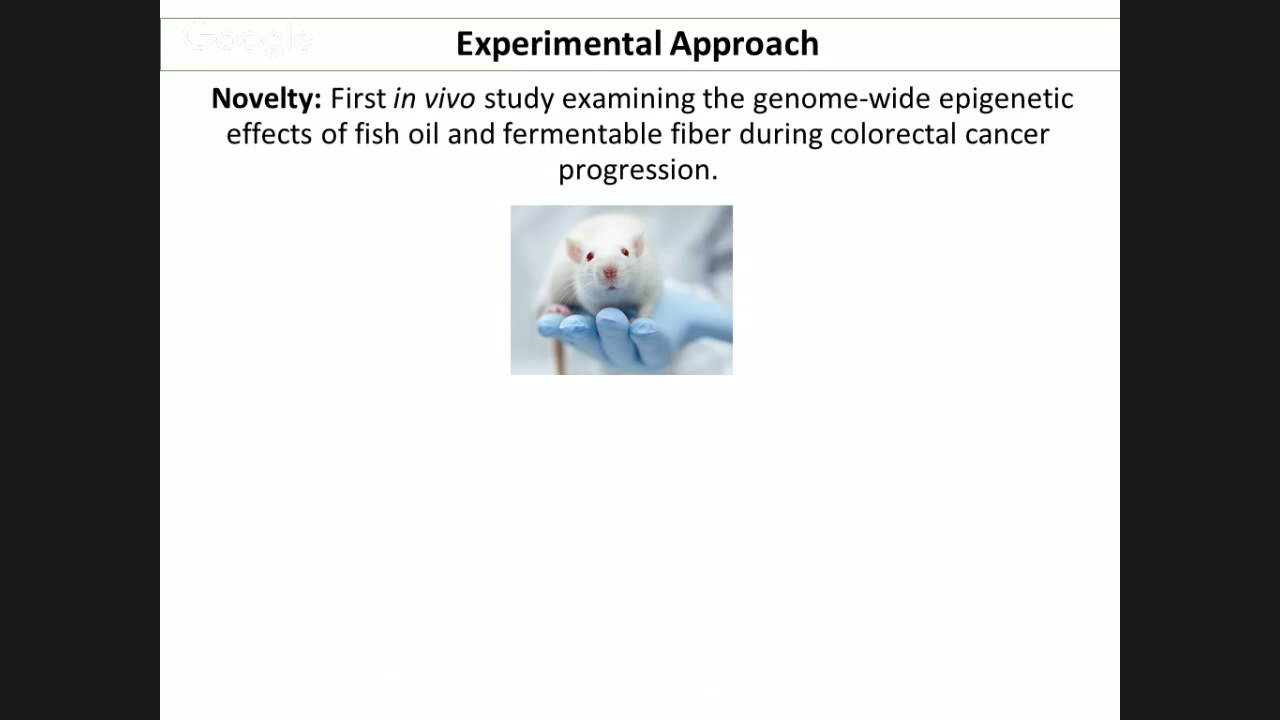 Google
Experimental Approach
Novelty: First in vivo study examining the genome-wide epigenetic
effects of fish oil and fermentable fiber during colorectal cancer
progression.